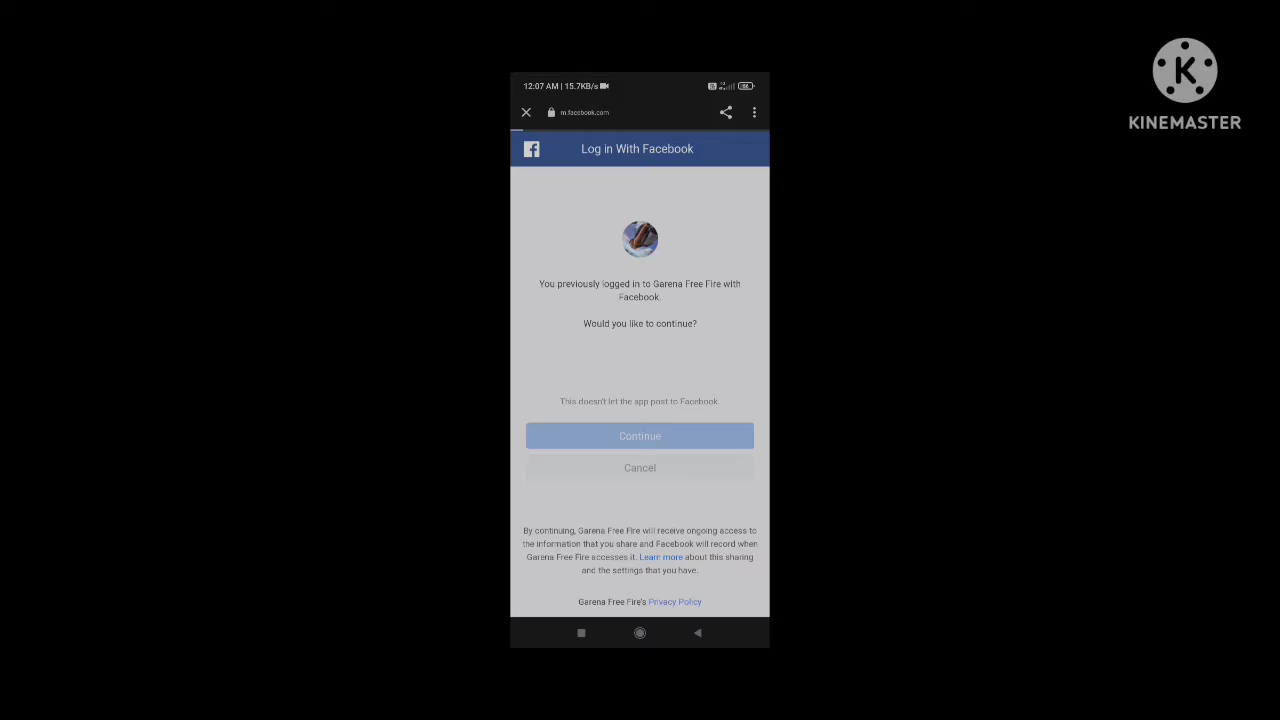 12:07 AM | 15.7KB/s
m.facebook.com
KINEMASTER
Log in With Facebook
You previously logged in to Garena Free Fire with
Facebook.
Would you like to continue?
This doesn't let the app post to Facebook.
Continue
Cancel
By continuing, Garena Free Fire will receive ongoing access to
the information that you share and Facebook will record when
Garena Free Fire accesses it. Learn more about this sharing
and the settings that you have.
Garena Free Fire's Privacy Policy